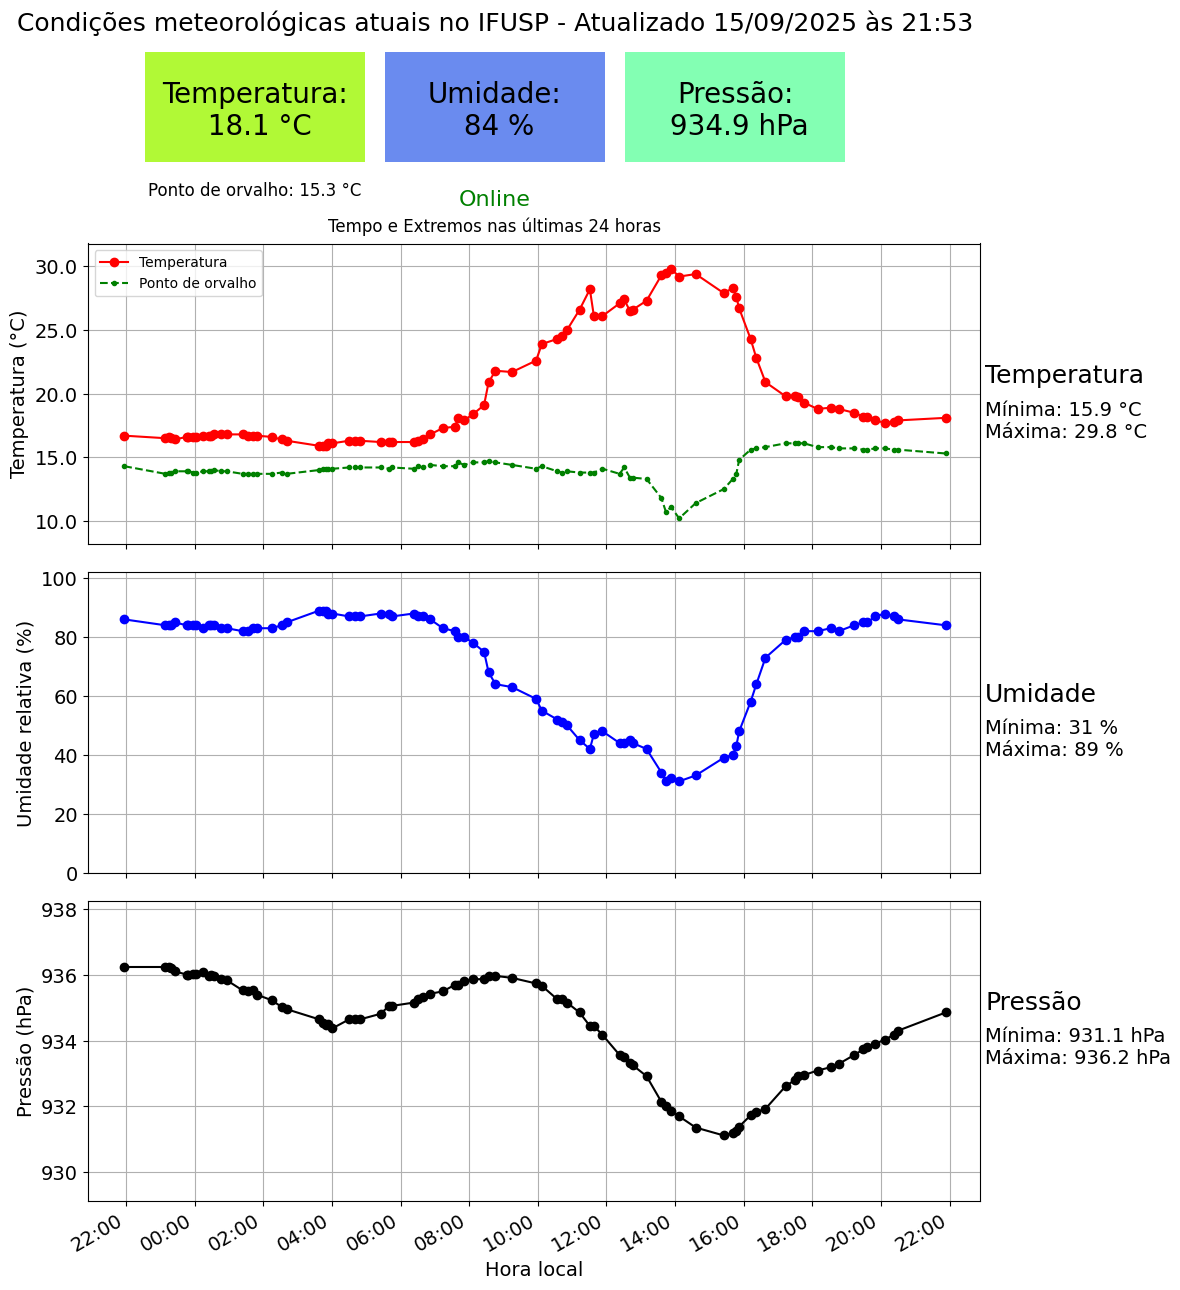 Condições meteorológicas atuais no IFUSP - Atualizado 15/09/2025 às 21:53
Temperatura:
18.1 °C
Umidade:
84 %
Pressão:
934.9 hPa
Ponto de orvalho: 15.3 °C
Online
Tempo e Extremos nas últimas 24 horas
Temperatura
Ponto de orvalho
Temperatura (°C)
30.0
25.0
20.0
15.0
10.0
Temperatura
Mínima: 15.9 °C
Máxima: 29.8 °C
Umidade relativa (%)
100
80
60
40
20
0
Umidade
Mínima: 31 %
Máxima: 89 %
Pressão (hPa)
938
936
934
932
930
Pressão
Mínima: 931.1 hPa
Máxima: 936.2 hPa
22:00 00:00 02:00 04:00 06:00 08:00 10:00 12:00 14:00 16:00 18:00 20:00 22:00
Hora local